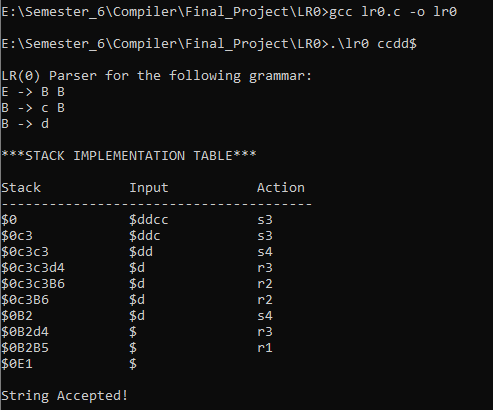 E:\Semester_6\Compiler\Final_Project\LR0>gcc lr0.c -o lr0
E:\Semester_6\Compiler\Final_Project\LR0>.\lr0 ccdd$
LR(0) Parser for the following grammar:
E -> B B
B -> c B
B -> d
***STACK IMPLEMENTATION TABLE***
Stack Input Action
---------------------------------------
$0 $ddcc s3
$0c3 $ddc s3
$0c3c3 $dd s4
$0c3c3d4 $d r3
$0c3c3B6 $d r2
$0c3B6 $d r2
$0B2 $d s4
$0B2d4 $ r3
$0B2B5 $ r1
$0E1 $
String Accepted!